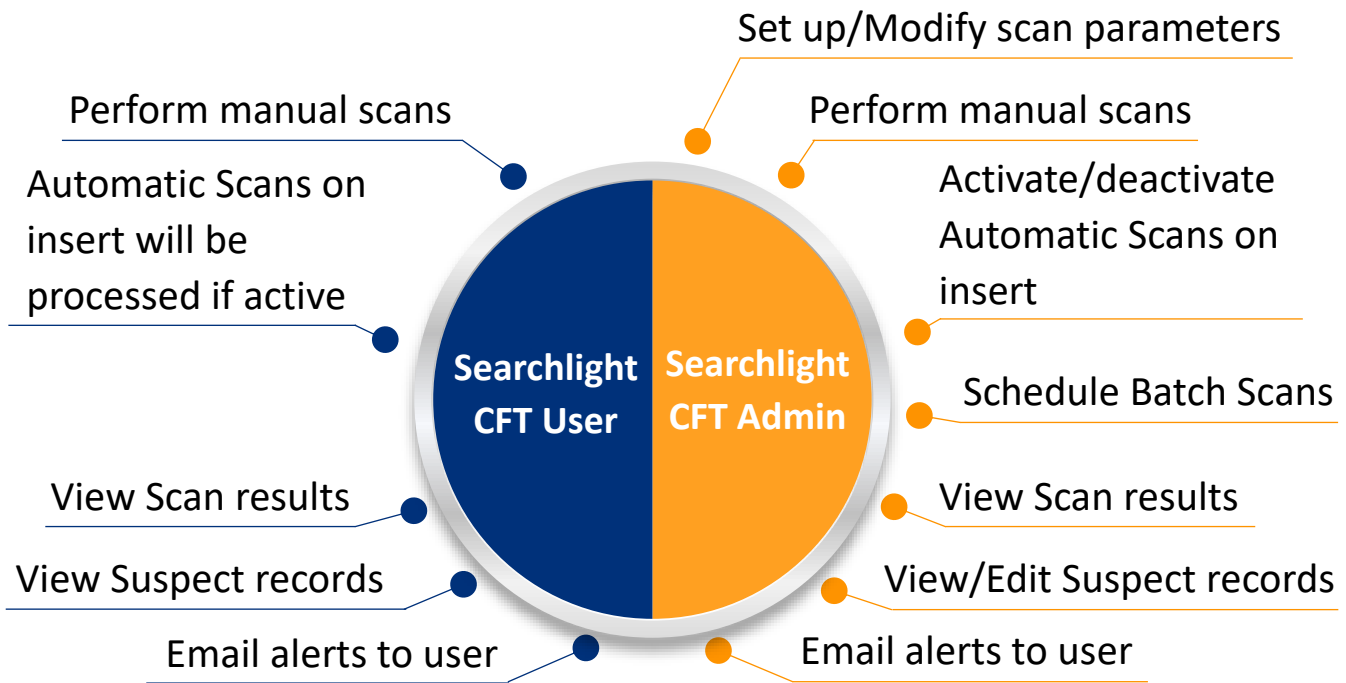 Set up/Modify scan parameters
Perform manual scans
Perform manual scans
Automatic Scans on
insert will be
processed if active
Activate/deactivate
Automatic Scans on
insert
Searchlight
CFT User
Searchlight
CFT Admin
Schedule Batch Scans
View Scan results
View Scan results
View Suspect records
View/Edit Suspect records
Email alerts to user
Email alerts to user